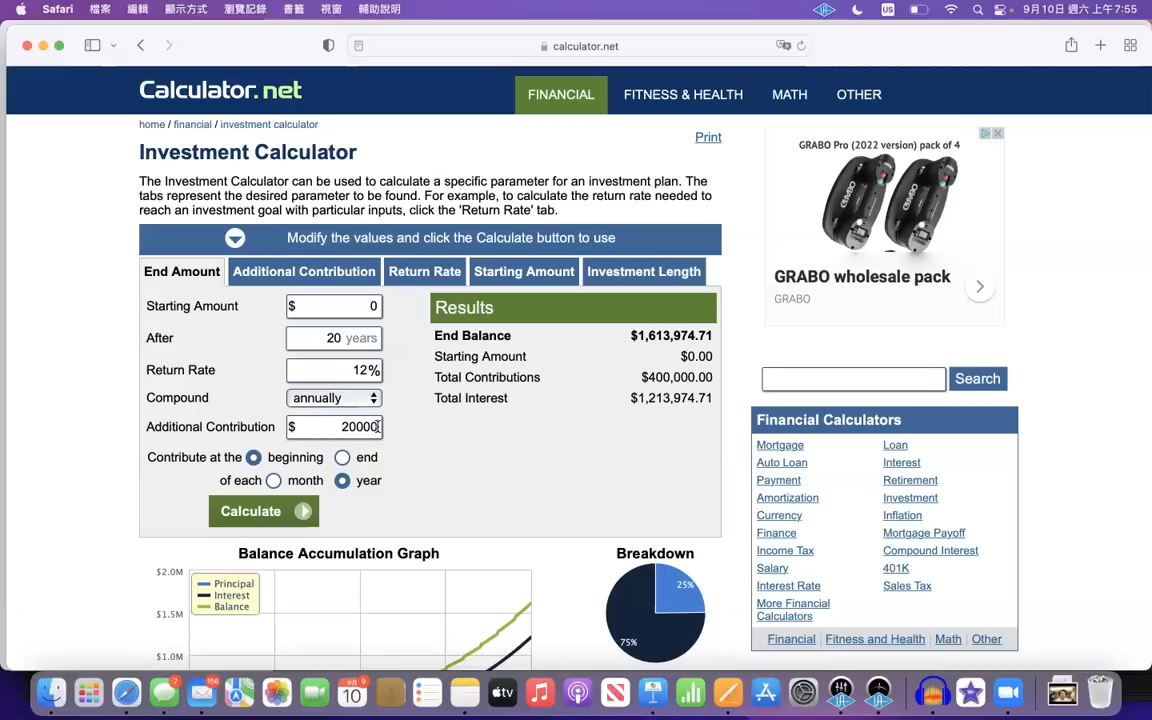 Safari 檔案 編輯 顯示方式 瀏覽記錄 書籤 視窗 輔助說明 US 9月10日 週六 上午7:55
calculator.net
Calculator.net FINANCIAL FITNESS & HEALTH MATH OTHER
home / financial / investment calculator
Print
Investment Calculator
The Investment Calculator can be used to calculate a specific parameter for an investment plan. The
tabs represent the desired parameter to be found. For example, to calculate the return rate needed to
reach an investment goal with particular inputs, click the 'Return Rate' tab.
Modify the values and click the Calculate button to use
End Amount Additional Contribution Return Rate Starting Amount Investment Length
Starting Amount $ 0
After 20 years
Return Rate 12%
Compound annually
Additional Contribution $ 20000
Contribute at the beginning end
of each month year
Calculate
Results
End Balance $1,613,974.71
Starting Amount $0.00
Total Contributions $400,000.00
Total Interest $1,213,974.71
Balance Accumulation Graph
$2.0M
$1.5M
$1.0M
Principal
Interest
Balance
Breakdown
25%
75%
GRABO Pro (2022 version) pack of 4
GRABO wholesale pack
GRABO
Search
Financial Calculators
Mortgage Loan
Auto Loan Interest
Payment Retirement
Amortization Investment
Currency Inflation
Finance Mortgage Payoff
Income Tax Compound Interest
Salary 401K
Interest Rate Sales Tax
More Financial
Calculators
Financial | Fitness and Health | Math | Other
7 156 9月 10 6 tv